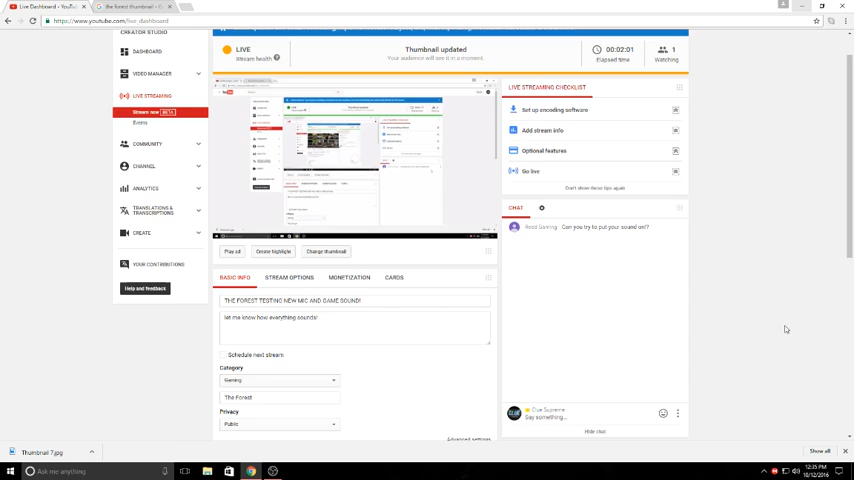 Live Dashboard - YouTu
the forest thumbnail - G
https://www.youtube.com/live_dashboard
CREATOR STUDIO
DASHBOARD
VIDEO MANAGER
LIVE STREAMING
Stream now BETA
Events
COMMUNITY
CHANNEL
ANALYTICS
TRANSLATIONS &
TRANSCRIPTIONS
CREATE
YOUR CONTRIBUTIONS
Help and feedback
LIVE
Stream health
Thumbnail updated
Your audience will see it in a moment.
00:02:01
Elapsed time
1
Watching
Play ad
Create highlight
Change thumbnail
BASIC INFO
STREAM OPTIONS
MONETIZATION
CARDS
THE FOREST TESTING NEW MIC AND GAME SOUND!
let me know how everything sounds!
Schedule next stream
Category
Gaming
The Forest
Privacy
Public
Advanced settings
LIVE STREAMING CHECKLIST
Set up encoding software
Add stream info
Optional features
Go live
Don't show these tips again
CHAT
Reed Gaming Can you try to put your sound on!?
Clue Supreme
Say something...
Hide chat
Thumbnail 7.jpg
Show all
Ask me anything
12:35 PM
10/12/2016